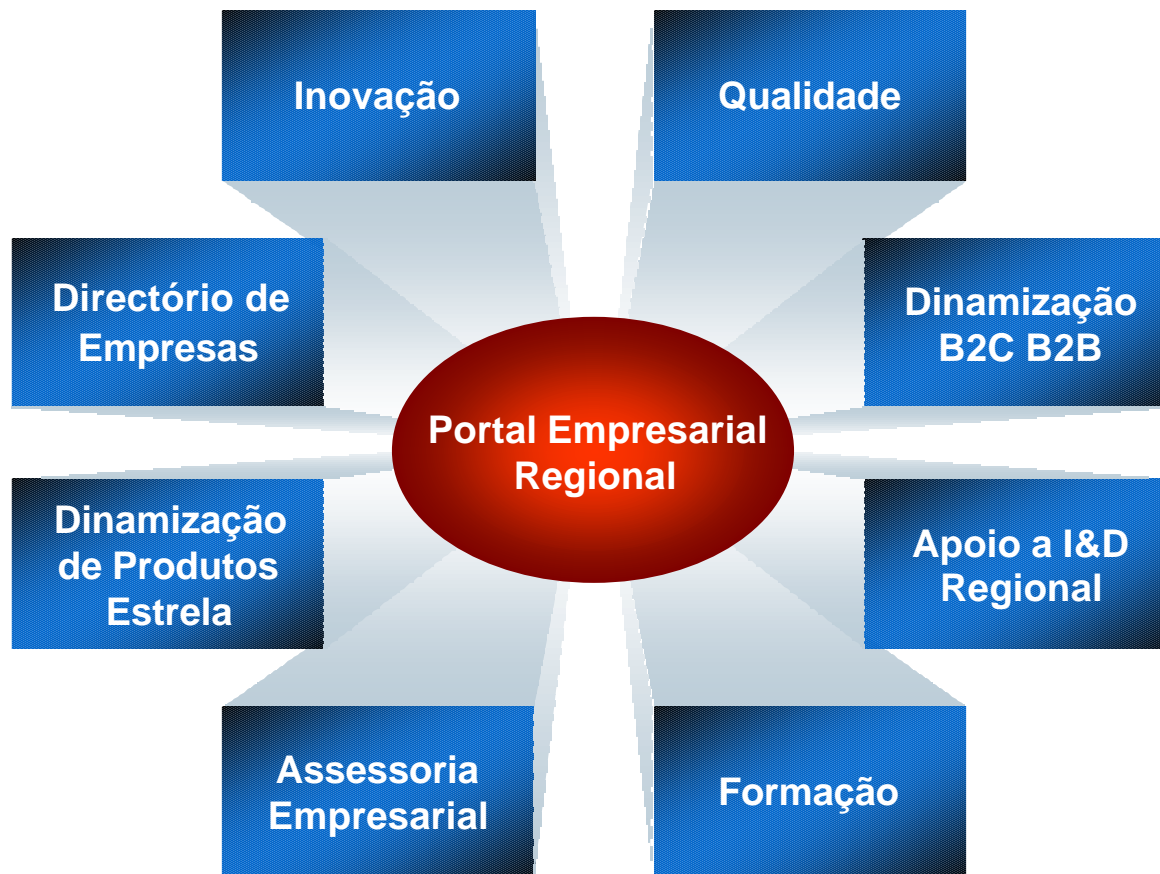 Inovação
Qualidade
Directório de
Empresas
Dinamização
B2C B2B
Portal Empresarial
Regional
Dinamização
de Produtos
Estrela
Apoio a I&D
Regional
Assessoria
Empresarial
Formação